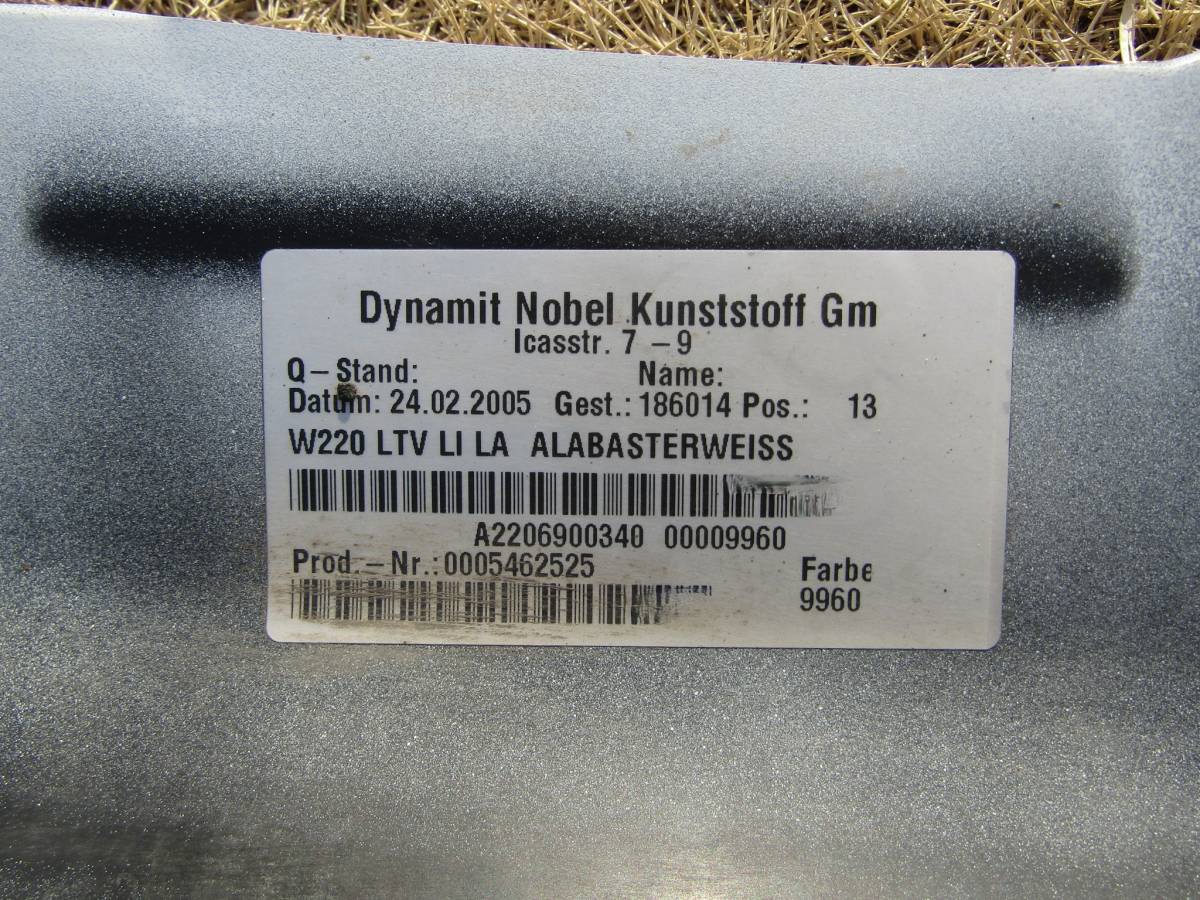 Dynamit Nobel Kunststoff Gm
Icasstr. 7 – 9
Q – Stand: Name:
Datum: 24.02.2005 Gest.: 186014 Pos.: 13
W220 LTV LI LA ALABASTERWEISS
A2206900340 00009960
Prod.–Nr.:0005462525 Farbe
9960